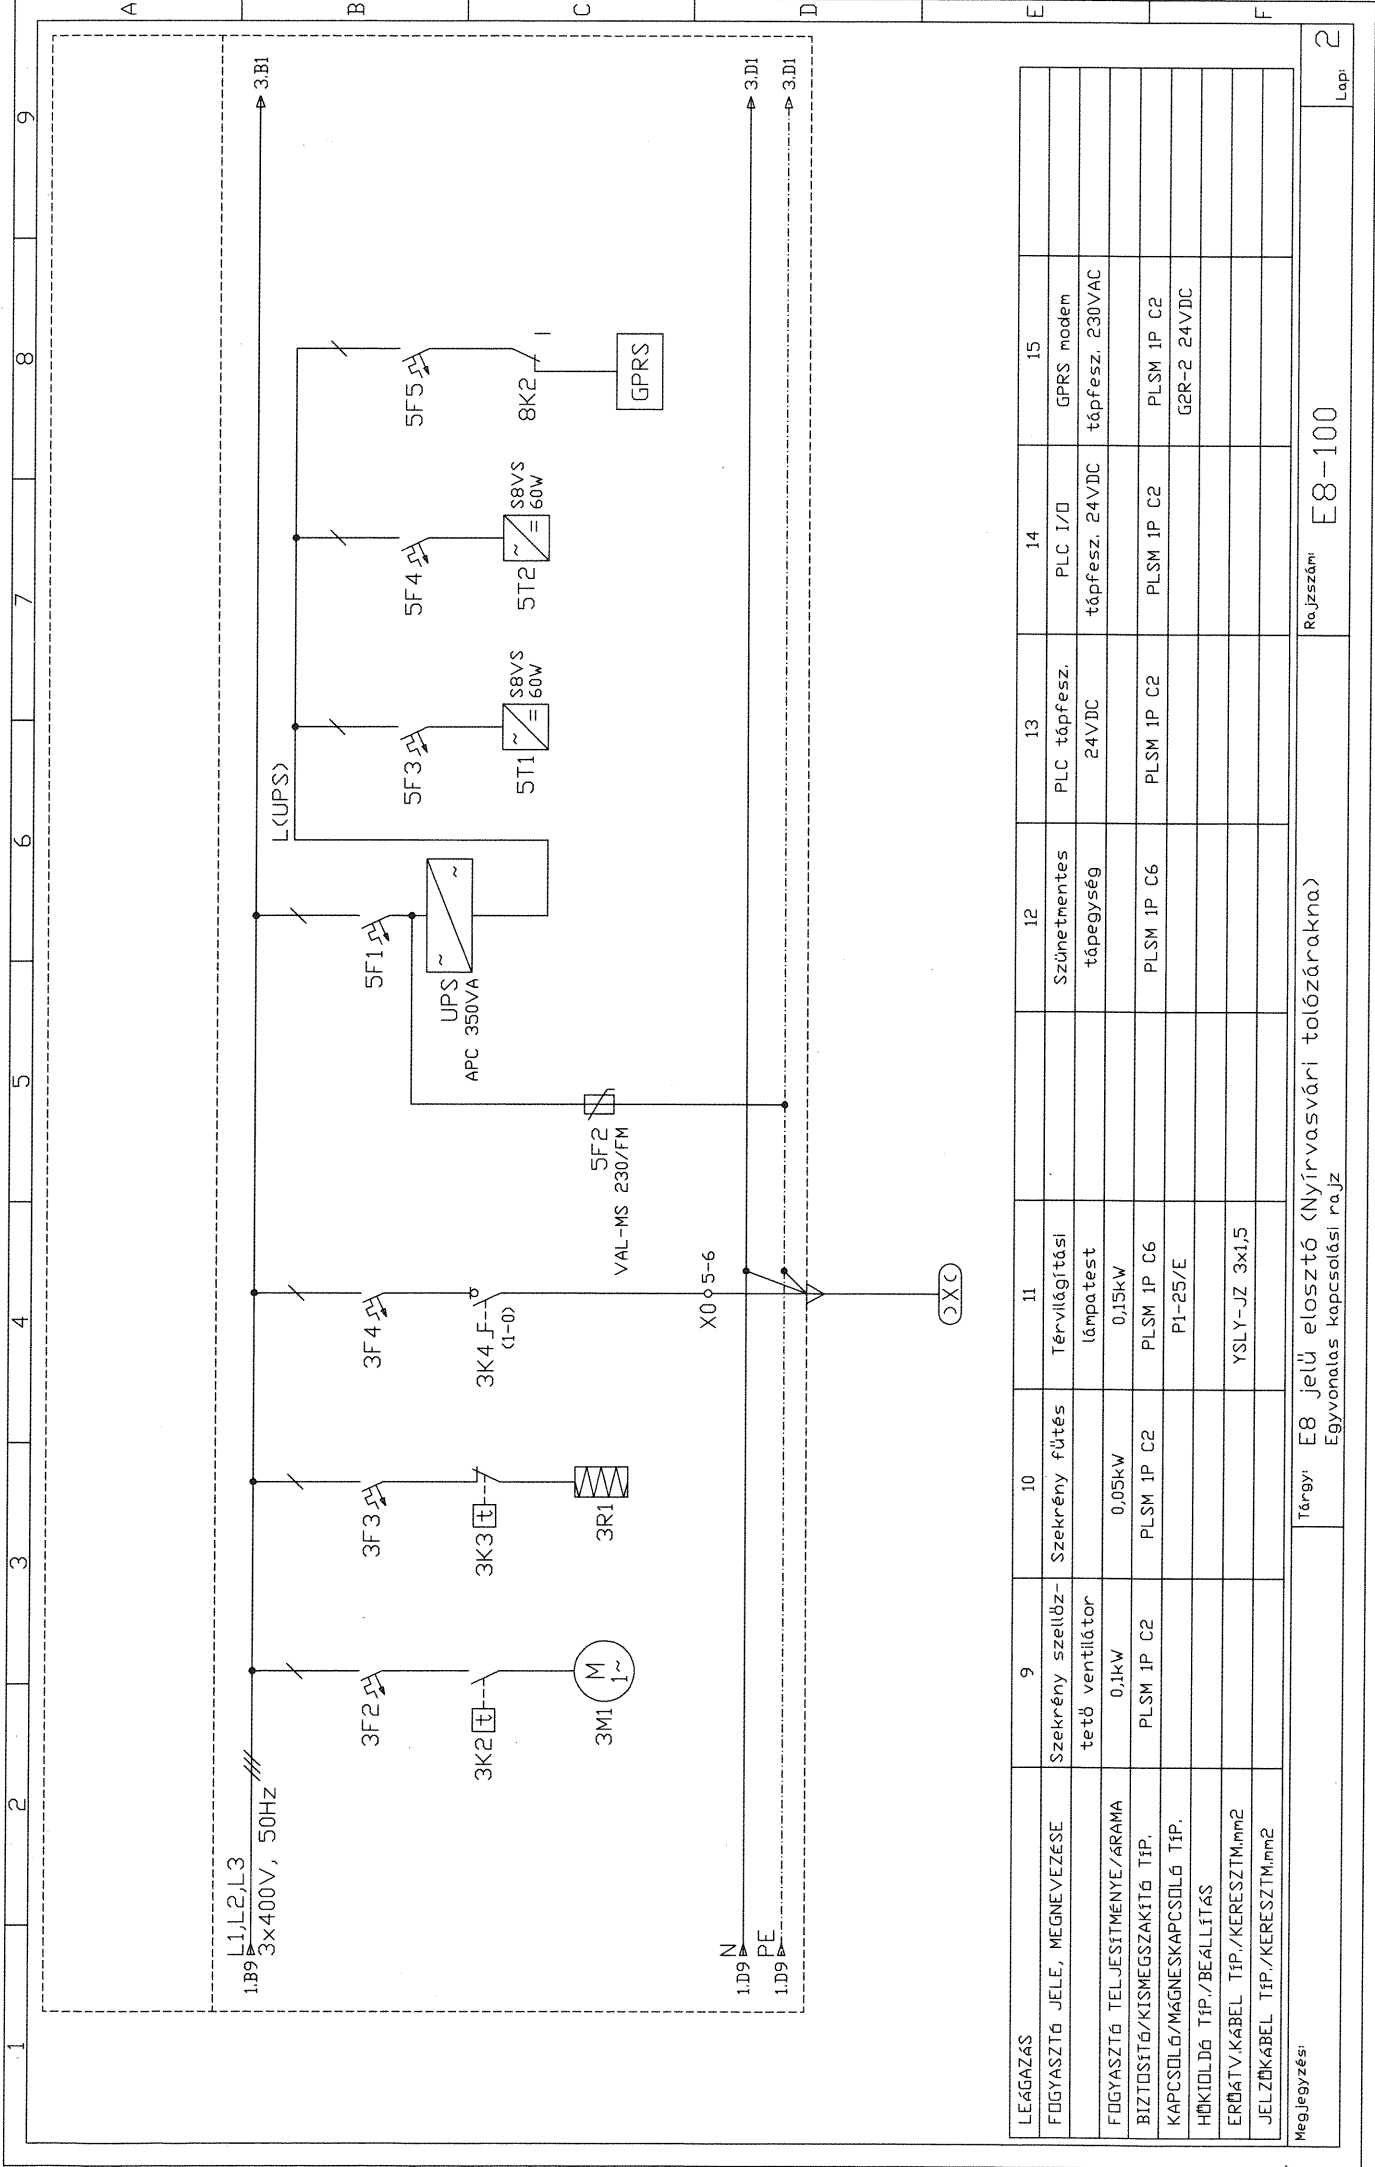 1 2 3 4 5 6 7 8 9
A
B
C
D
E
F
1.B9
L1,L2,L3
3x400V, 50Hz
3.B1
L(UPS)
3F2
3F3
3F4
5F1
5F3
5F4
5F5
3K2 t
3K3 t
3K4
(1-0)
UPS
APC 350VA
~ ~
5T1
~ =
S8VS
60W
5T2
~ =
S8VS
60W
8K2
GPRS
3M1
M
1~
3R1
5F2
VAL-MS 230/FM
X0 5-6
1.D9 N
3.D1
1.D9 PE
3.D1
X
LEÁGAZÁS 9 10 11 12 13 14 15
FOGYASZTÓ JELE, MEGNEVEZÉSE Szekrény szellőz- Szekrény fűtés Térvilágítási Szünetmentes PLC tápfesz. PLC I/O GPRS modem
tető ventilátor lámpatest tápegység 24VDC tápfesz. 24VDC tápfesz. 230VAC
FOGYASZTÓ TELJESÍTMÉNYE/ÁRAMA 0,1kW 0,05kW 0,15kW
BIZTOSÍTÓ/KISMEGSZAKÍTÓ TÍP. PLSM 1P C2 PLSM 1P C2 PLSM 1P C6 PLSM 1P C6 PLSM 1P C2 PLSM 1P C2 PLSM 1P C2
KAPCSOLÓ/MÁGNESKAPCSOLÓ TÍP. P1-25/E G2R-2 24VDC
HŐKIOLDÓ TÍP./BEÁLLÍTÁS
ERŐÁTV.KÁBEL TÍP./KERESZTM.mm2 YSLY-JZ 3x1,5
JELZŐKÁBEL TÍP./KERESZTM.mm2
Megjegyzés:
Tárgy: E8 jelű elosztó (Nyírvasvári tolózárakna)
Egyvonalas kapcsolási rajz
Rajzszám: E8-100
Lap: 2